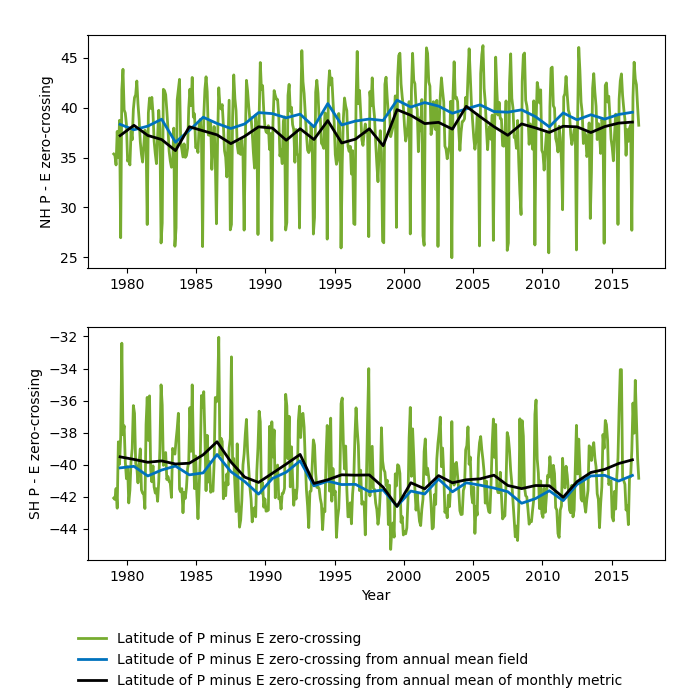 45
40
35
30
25
NH P - E zero-crossing
1980 1985 1990 1995 2000 2005 2010 2015
−32
−34
−36
−38
−40
−42
−44
SH P - E zero-crossing
1980 1985 1990 1995 2000 2005 2010 2015
Year
Latitude of P minus E zero-crossing
Latitude of P minus E zero-crossing from annual mean field
Latitude of P minus E zero-crossing from annual mean of monthly metric